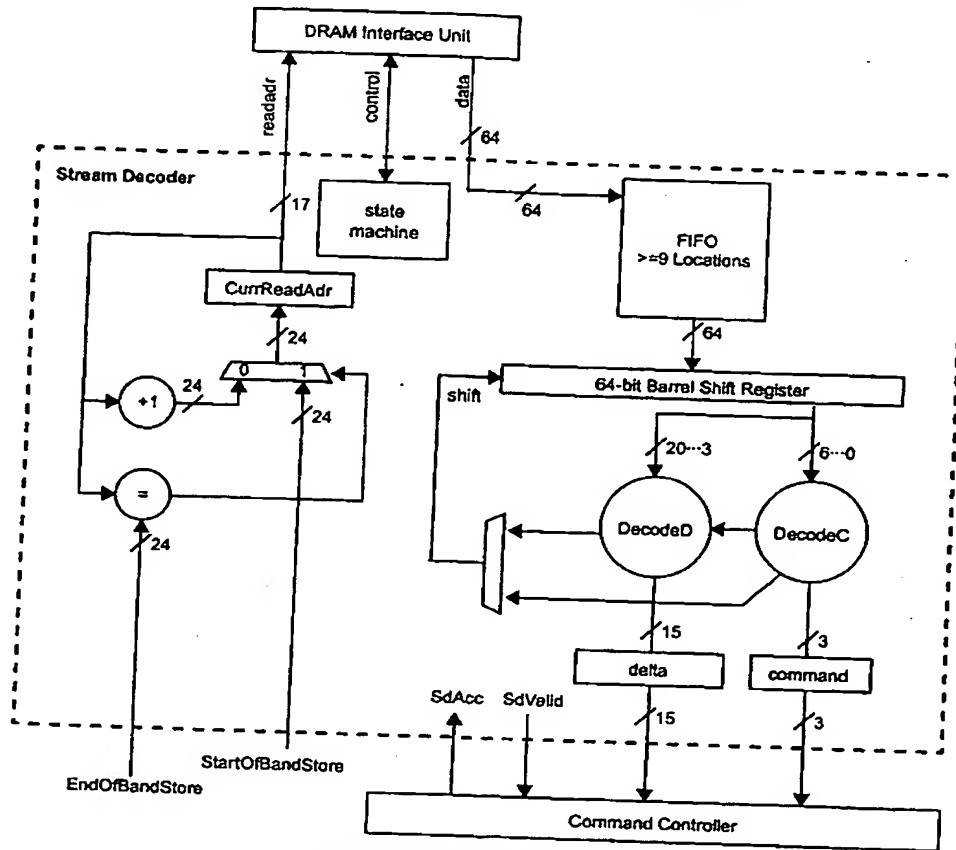 DRAM Interface Unit
readadr
control
data
64
Stream Decoder
17
state
machine
64
FIFO
>=9 Locations
CurrReadAdr
24
64
0 1
24
+1
24
shift
64-bit Barrel Shift Register
20···3
6···0
=
24
DecodeD
DecodeC
15
3
delta
command
SdAcc
SdValid
15
3
StartOfBandStore
EndOfBandStore
Command Controller